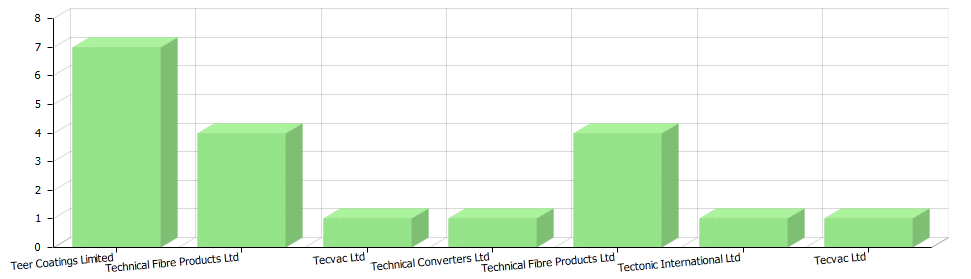 8
7
6
5
4
3
2
1
0
Teer Coatings Limited
Technical Fibre Products Ltd
Tecvac Ltd
Technical Converters Ltd
Technical Fibre Products Ltd
Tectonic International Ltd
Tecvac Ltd